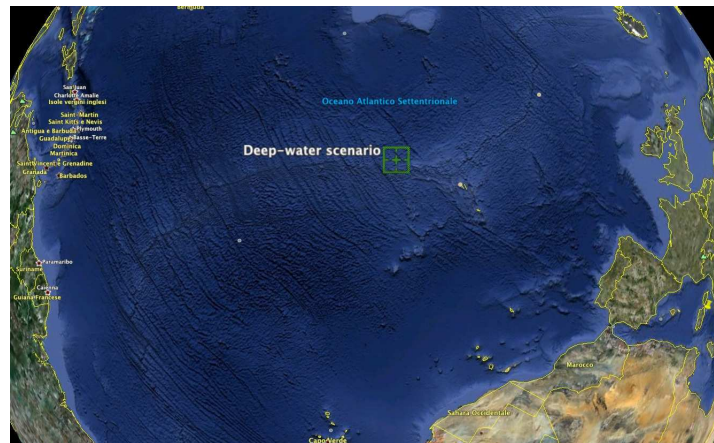 Bermuda
San Juan
Charlotte Amalie
Isole vergini inglesi
Oceano Atlantico Settentrionale
Saint-Martin
Saint Kitts e Nevis
Antigua e Barbuda
Plymouth
Guadalupa
Basse-Terre
Dominica
Martinica
Saint Vincent e Grenadine
Granada
Barbados
Deep-water scenario
Paramaribo
Suriname
Caienna
Guiana Francese
Marocco
Sahara Occidentale
Capo Verde